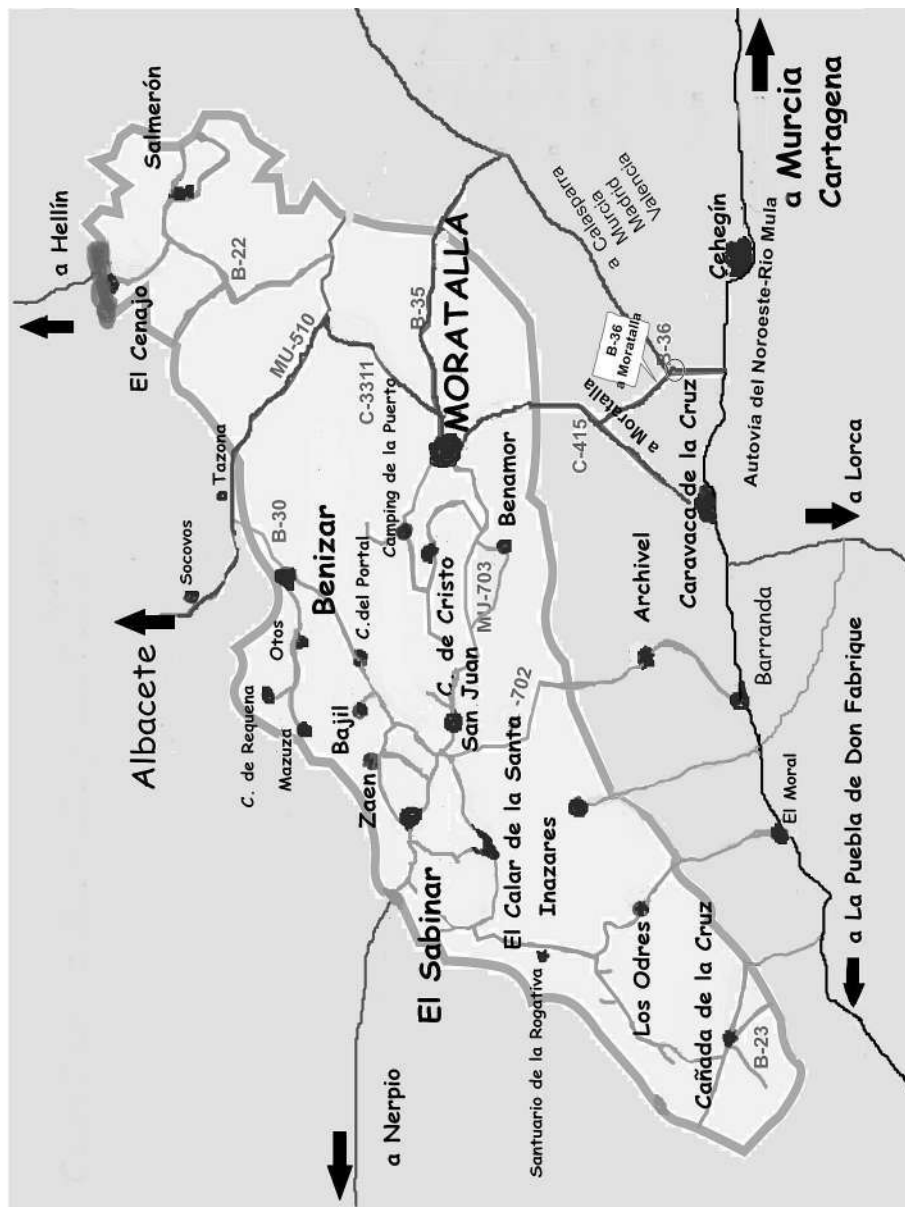 a Hellín
Salmerón
El Cenajo
B-22
MU-510
Tazona
Socovos
Albacete
B-30
C-3311
B-35
MORATALLA
Camping de la Puerto
Benizar
C.del Portal
Otos
C. de Requena
Mazuza
Bajil
Zaen
C. de Cristo
San Juan
MU-703
Benamor
-702
El Calar de la Santa
Inazares
El Sabinar
a Nerpio
Santuario de la Rogativa
Los Odres
Cañada de la Cruz
B-23
a Calasparra
Murcia
Madrid
Valencia
B-36
a Moratalla
B-36
a Moratalla
C-415
Cehegín
a Murcia
Cartagena
Autovía del Noroeste-Río Mula
Caravaca de la Cruz
a Lorca
Archivel
Barranda
El Moral
a La Puebla de Don Fabrique